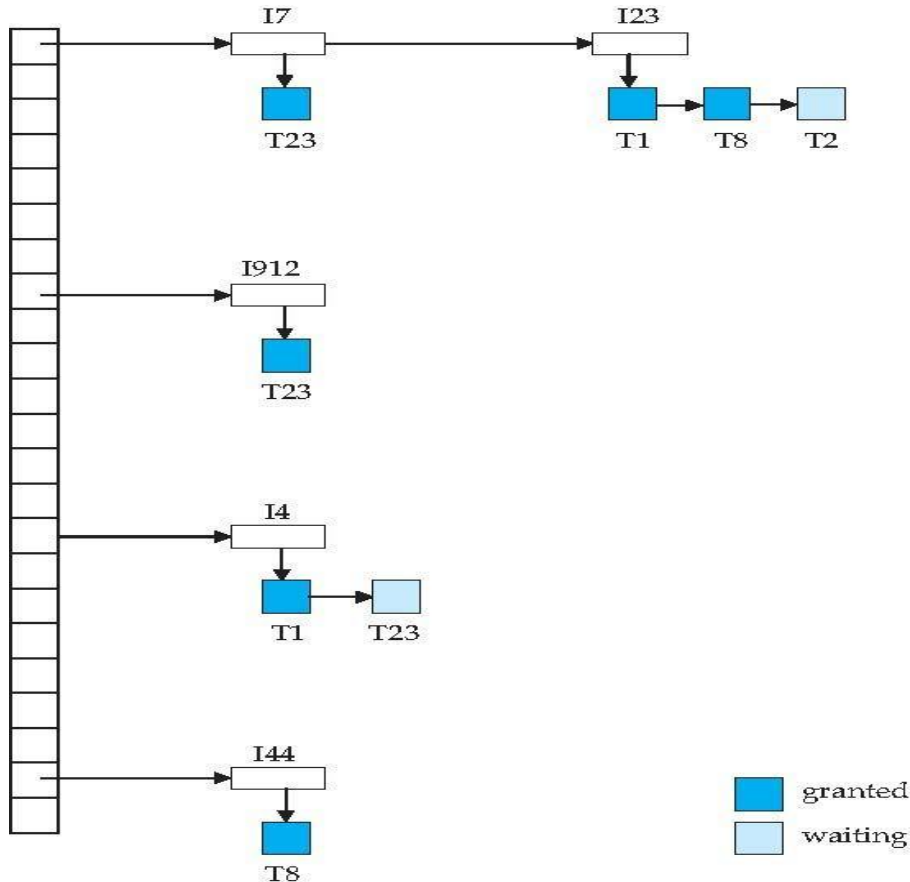 I7 I23
T23 T1 T8 T2
I912
T23
I4
T1 T23
I44
granted
waiting
T8